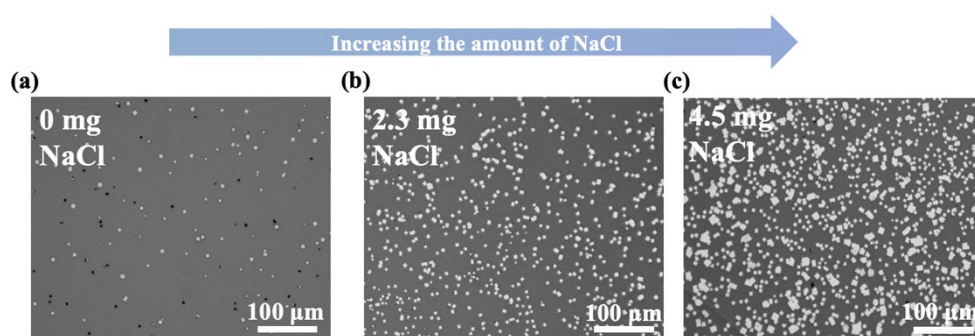 Increasing the amount of NaCl
(a)
(b)
(c)
0 mg
NaCl
2.3 mg
NaCl
4.5 mg
NaCl
100 μm
100 μm
100 μm